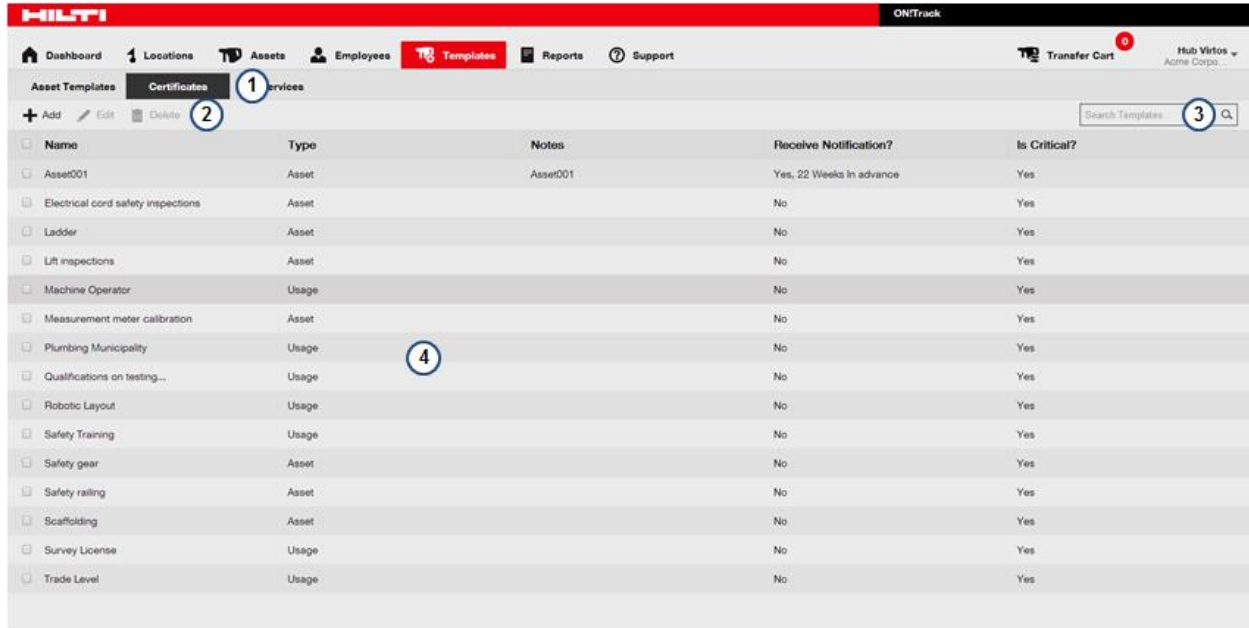 HILTI ON!Track
Dashboard Locations Assets Employees Templates Reports Support Transfer Cart 0 Hub Virtos
Acme Corpo...
Asset Templates Certificates 1 ervices
Add Edit Delete 2 Search Templates 3
Name Type Notes Receive Notification? Is Critical?
Asset001 Asset Asset001 Yes, 22 Weeks In advance Yes
Electrical cord safety inspections Asset No Yes
Ladder Asset No Yes
Lift inspections Asset No Yes
Machine Operator Usage No Yes
Measurement meter calibration Asset No Yes
Plumbing Municipality Usage 4 No Yes
Qualifications on testing... Usage No Yes
Robotic Layout Usage No Yes
Safety Training Usage No Yes
Safety gear Asset No Yes
Safety railing Asset No Yes
Scaffolding Asset No Yes
Survey License Usage No Yes
Trade Level Usage No Yes